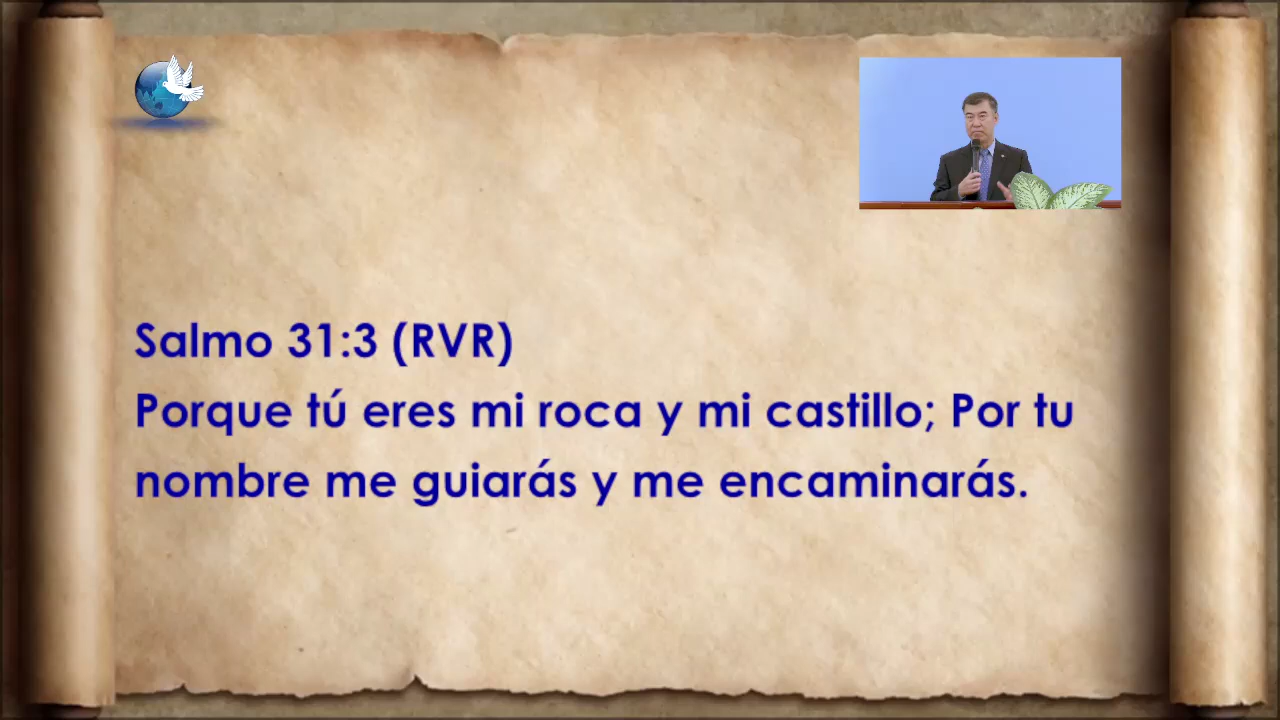 Salmo 31:3 (RVR)
Porque tú eres mi roca y mi castillo; Por tu
nombre me guiarás y me encaminarás.